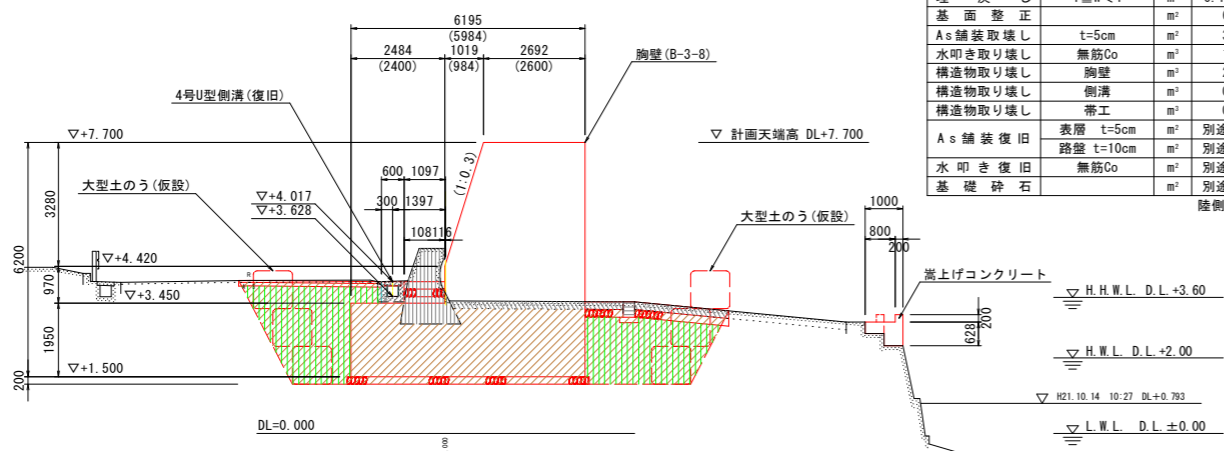 6195
(5984)
2484
1019
2692
(2400)
(984)
(2600)
胸壁(B-3-8)
4号U型側溝(復旧)
▽+7.700
▽ 計画天端高 DL+7.700
(1:0.3)
600
1097
大型土のう(仮設)
300
1397
▽+4.017
▽+3.628
108116
3280
6200
970
1950
200
▽+4.420
▽+3.450
▽+1.500
R
DL=0.000
大型土のう(仮設)
1000
800
200
嵩上げコンクリート
200
628
▽ H.H.W.L. D.L.+3.60
▽ H.W.L. D.L.+2.00
▽ H21.10.14 10:27 DL+0.793
▽ L.W.L. D.L.±0.00
基面整正 m²
As舗装取壊し t=5cm m²
水叩き取り壊し 無筋Co m³
構造物取り壊し 胸壁 m³
構造物取り壊し 側溝 m³
構造物取り壊し 帯工 m³
As舗装復旧 表層 t=5cm m² 別途
路盤 t=10cm m² 別途
水叩き復旧 無筋Co m² 別途
基礎砕石 m² 別途
陸側